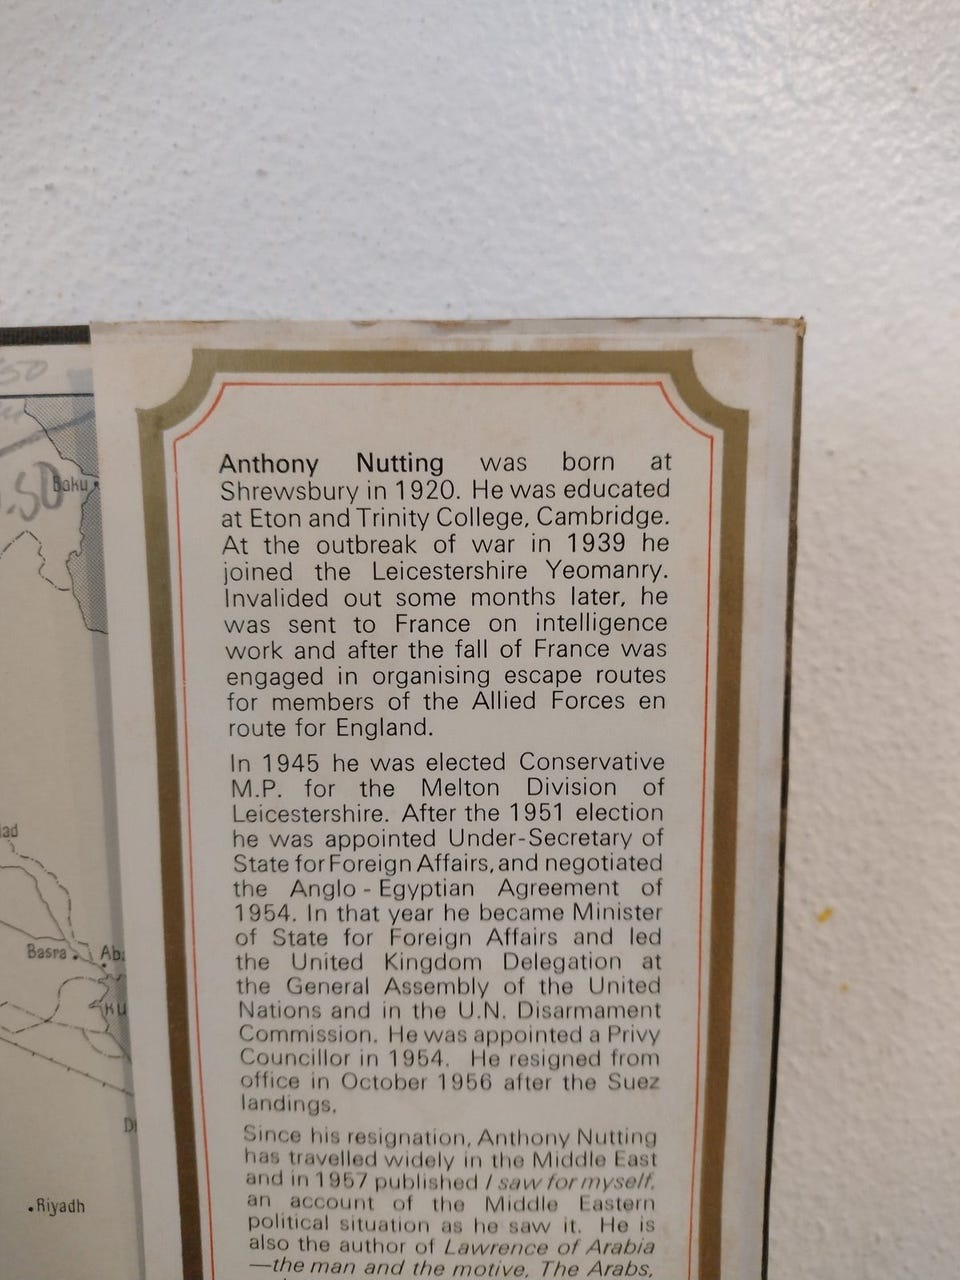 Anthony Nutting was born at
Shrewsbury in 1920. He was educated
at Eton and Trinity College, Cambridge.
At the outbreak of war in 1939 he
joined the Leicestershire Yeomanry.
Invalided out some months later, he
was sent to France on intelligence
work and after the fall of France was
engaged in organising escape routes
for members of the Allied Forces en
route for England.
In 1945 he was elected Conservative
M.P. for the Melton Division of
Leicestershire. After the 1951 election
he was appointed Under-Secretary of
State for Foreign Affairs, and negotiated
the Anglo-Egyptian Agreement of
1954. In that year he became Minister
of State for Foreign Affairs and led
the United Kingdom Delegation at
the General Assembly of the United
Nations and in the U.N. Disarmament
Commission. He was appointed a Privy
Councillor in 1954. He resigned from
office in October 1956 after the Suez
landings.
Since his resignation, Anthony Nutting
has travelled widely in the Middle East
and in 1957 published I saw for myself,
an account of the Middle Eastern
political situation as he saw it. He is
also the author of Lawrence of Arabia
—the man and the motive, The Arabs,
Baku
Basra
Riyadh